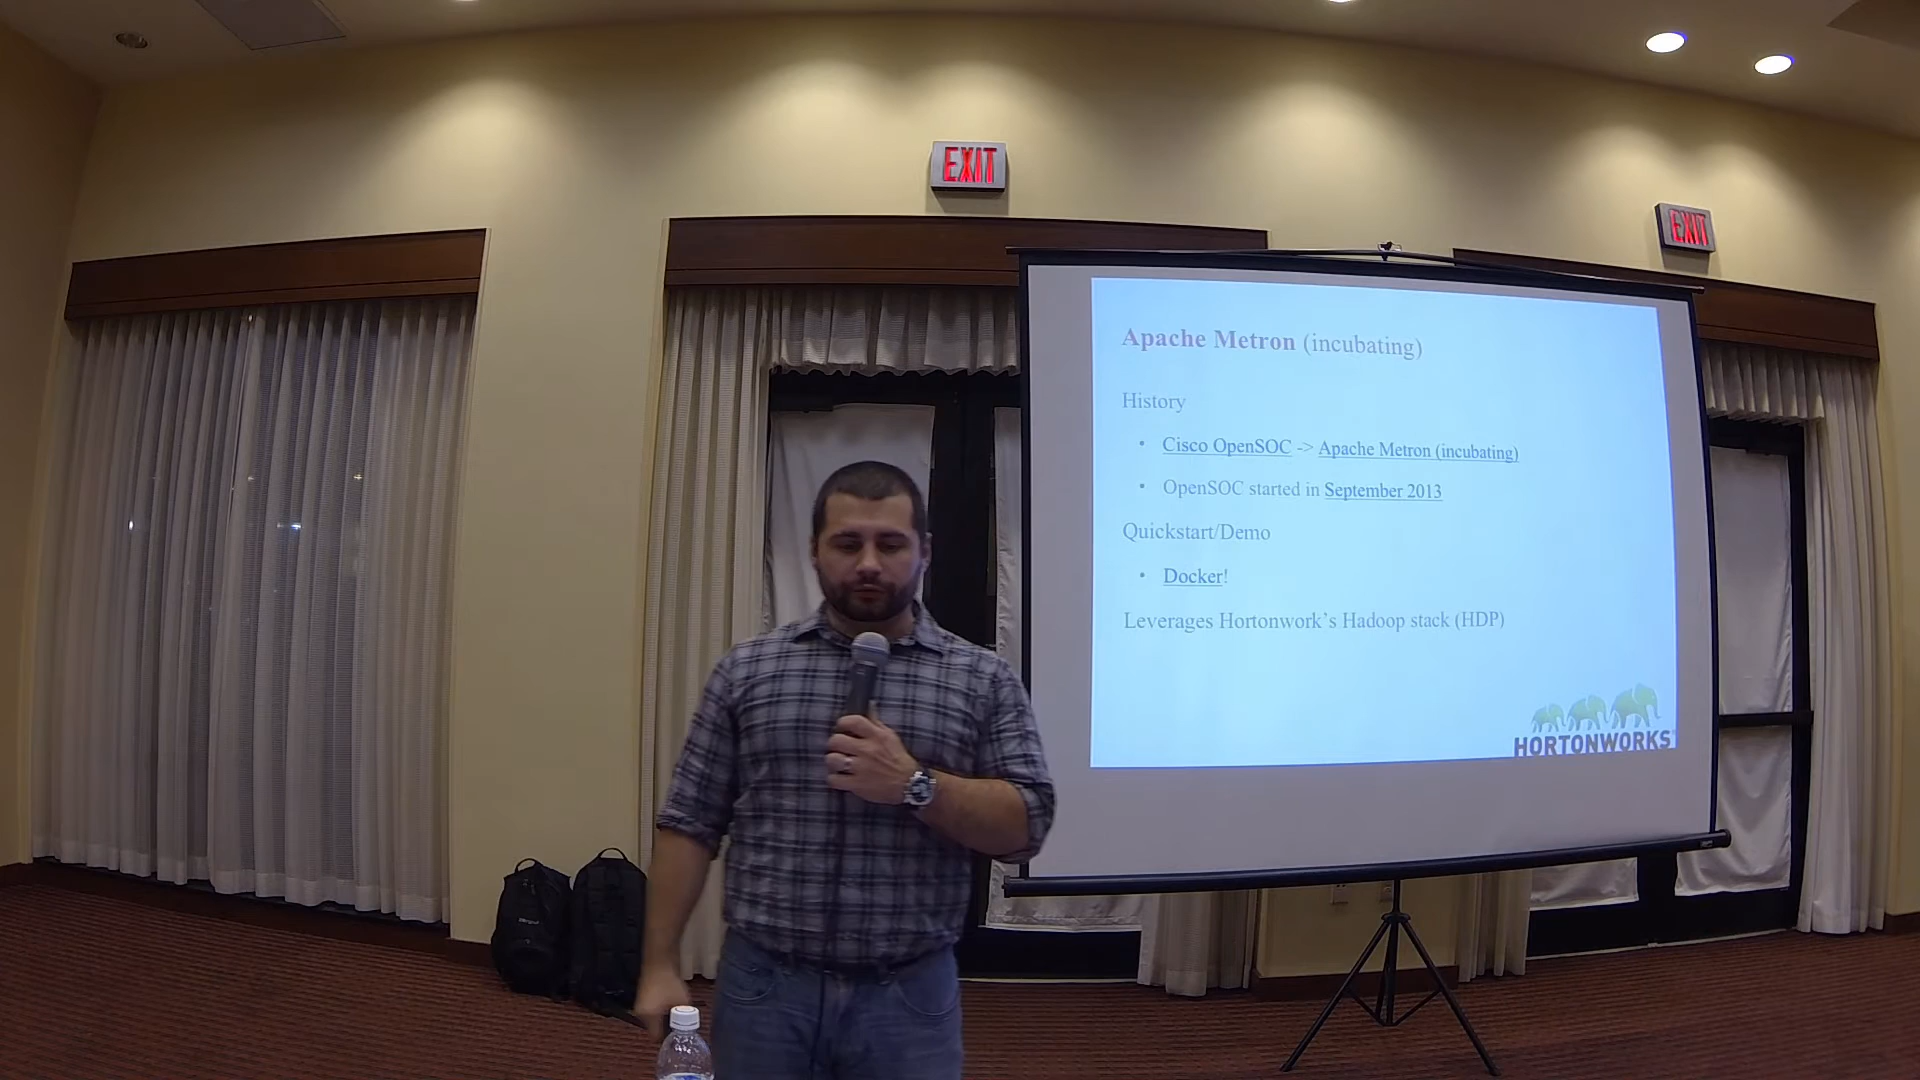 EXIT
EXIT
Apache Metron (incubating)
History
• Cisco OpenSOC -> Apache Metron (incubating)
• OpenSOC started in September 2013
Quickstart/Demo
• Docker!
Leverages Hortonwork's Hadoop stack (HDP)
HORTONWORKS